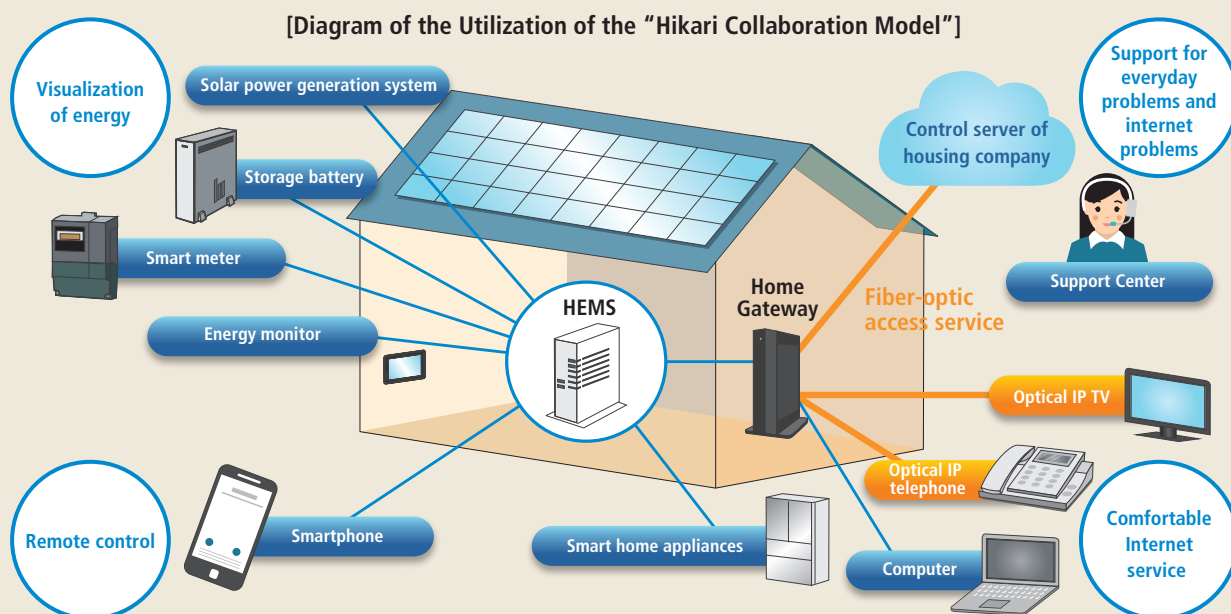 [Diagram of the Utilization of the “Hikari Collaboration Model”]
Visualization
of energy
Solar power generation system
Storage battery
Smart meter
Energy monitor
HEMS
Home
Gateway
Control server of
housing company
Fiber-optic
access service
Support for
everyday
problems and
internet
problems
Support Center
Optical IP TV
Optical IP
telephone
Remote control
Smartphone
Smart home appliances
Computer
Comfortable
Internet
service